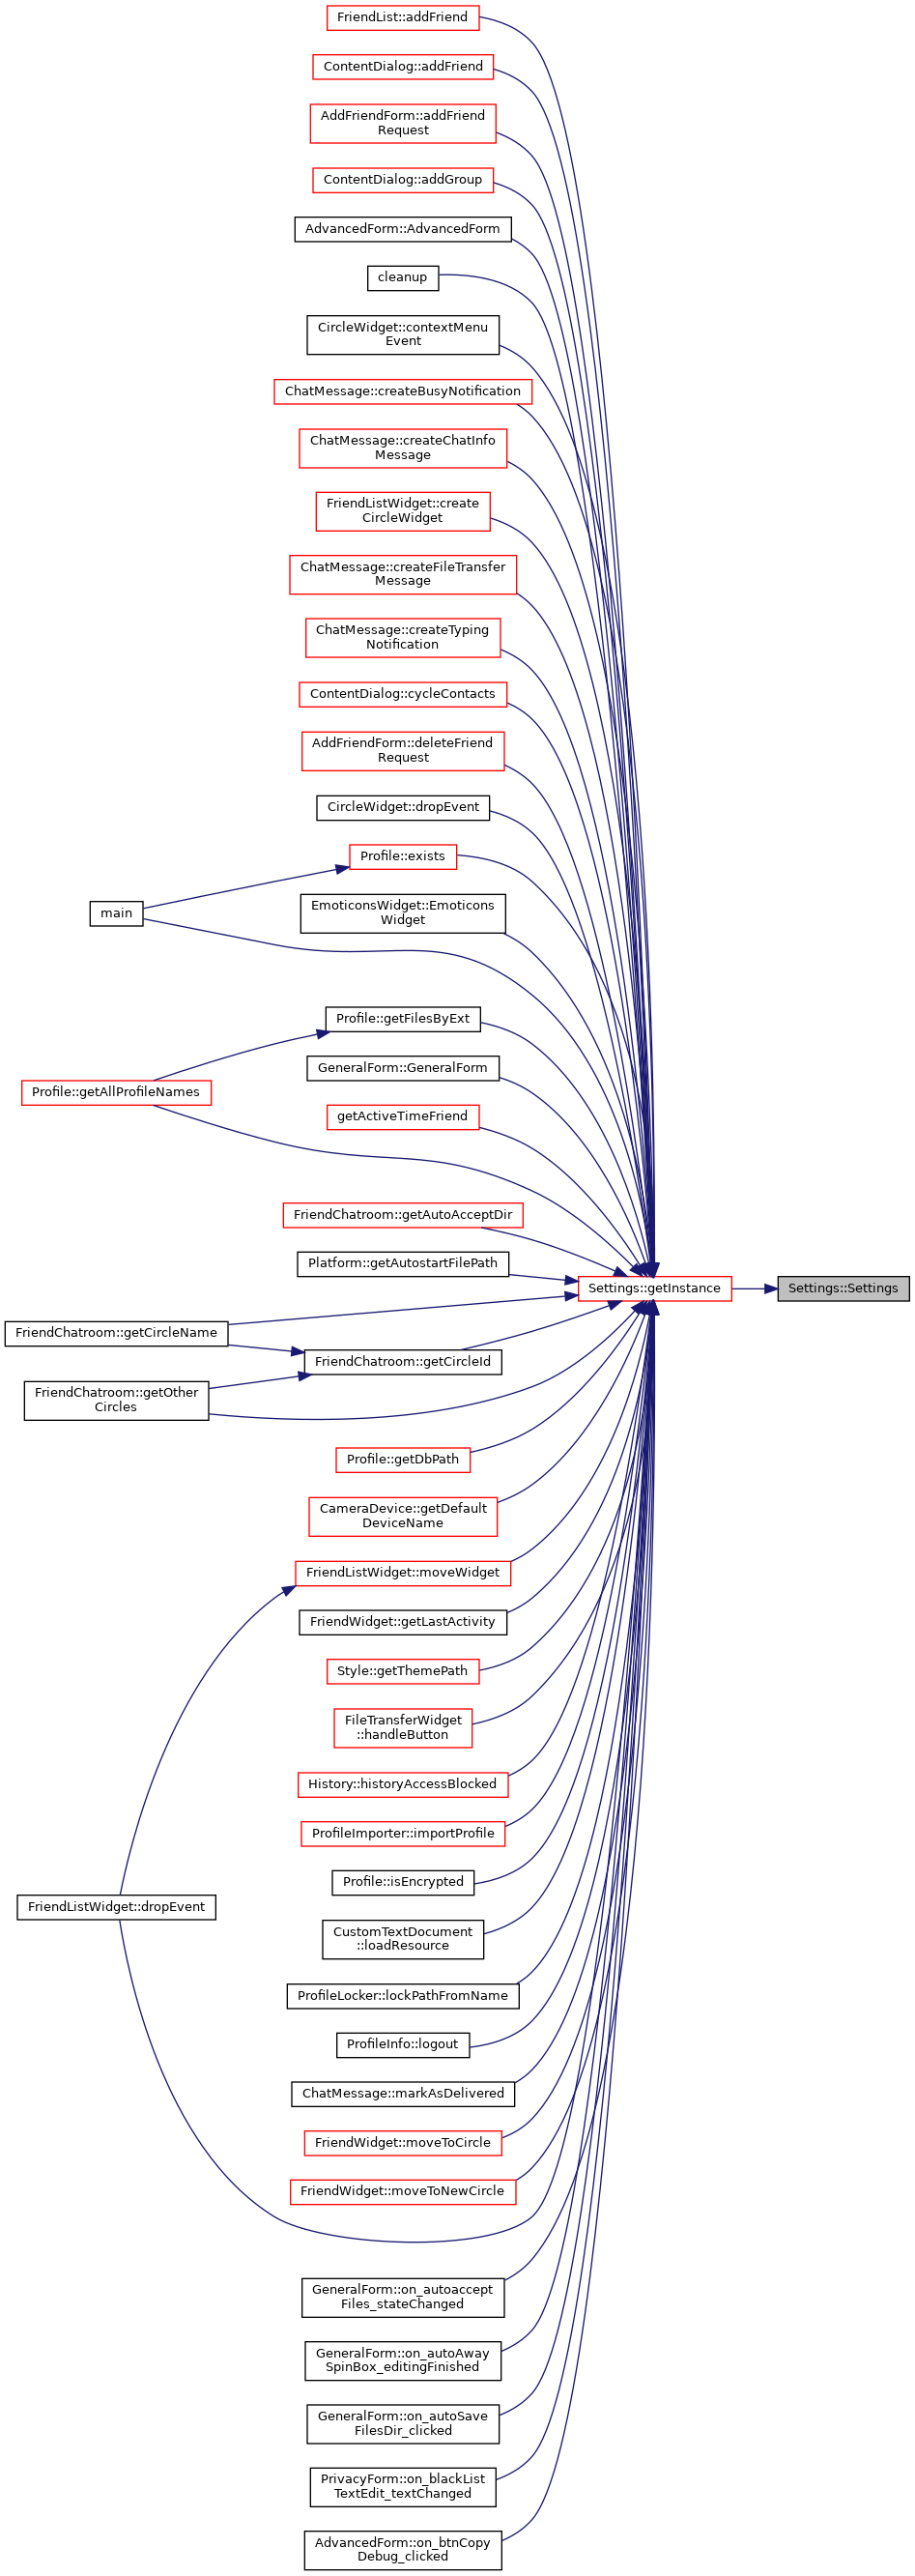 FriendList::addFriend
ContentDialog::addFriend
AddFriendForm::addFriend
Request
ContentDialog::addGroup
AdvancedForm::AdvancedForm
cleanup
CircleWidget::contextMenu
Event
ChatMessage::createBusyNotification
ChatMessage::createChatInfo
Message
FriendListWidget::create
CircleWidget
ChatMessage::createFileTransfer
Message
ChatMessage::createTyping
Notification
ContentDialog::cycleContacts
AddFriendForm::deleteFriend
Request
CircleWidget::dropEvent
Profile::exists
main
EmoticonsWidget::Emoticons
Widget
Profile::getFilesByExt
GeneralForm::GeneralForm
Profile::getAllProfileNames
getActiveTimeFriend
FriendChatroom::getAutoAcceptDir
Platform::getAutostartFilePath
Settings::getInstance
Settings::Settings
FriendChatroom::getCircleName
FriendChatroom::getCircleId
FriendChatroom::getOther
Circles
Profile::getDbPath
CameraDevice::getDefault
DeviceName
FriendListWidget::moveWidget
FriendWidget::getLastActivity
Style::getThemePath
FileTransferWidget
::handleButton
History::historyAccessBlocked
ProfileImporter::importProfile
Profile::isEncrypted
FriendListWidget::dropEvent
CustomTextDocument
::loadResource
ProfileLocker::lockPathFromName
ProfileInfo::logout
ChatMessage::markAsDelivered
FriendWidget::moveToCircle
FriendWidget::moveToNewCircle
GeneralForm::on_autoaccept
Files_stateChanged
GeneralForm::on_autoAway
SpinBox_editingFinished
GeneralForm::on_autoSave
FilesDir_clicked
PrivacyForm::on_blackList
TextEdit_textChanged
AdvancedForm::on_btnCopy
Debug_clicked